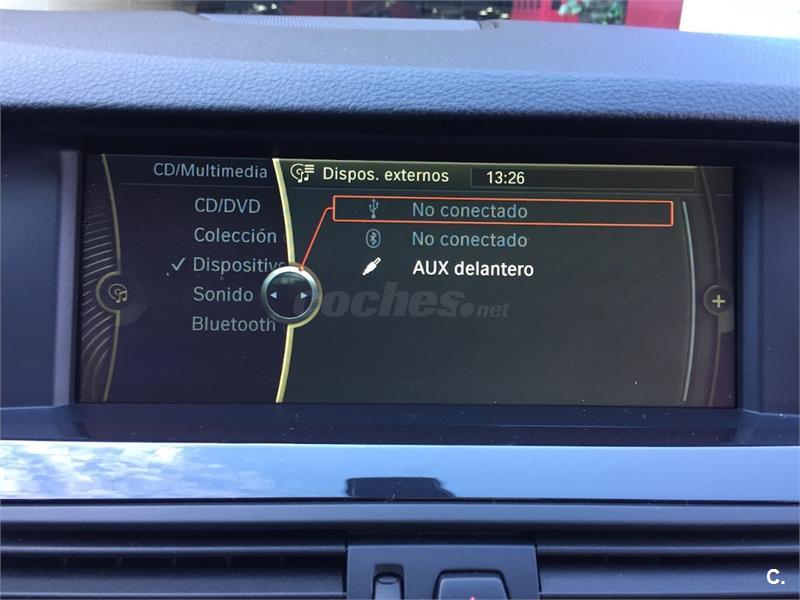 CD/Multimedia
Dispos. externos
13:26
CD/DVD
Colección
Dispositivo
Sonido
Bluetooth
No conectado
No conectado
AUX delantero
coches.net
C.